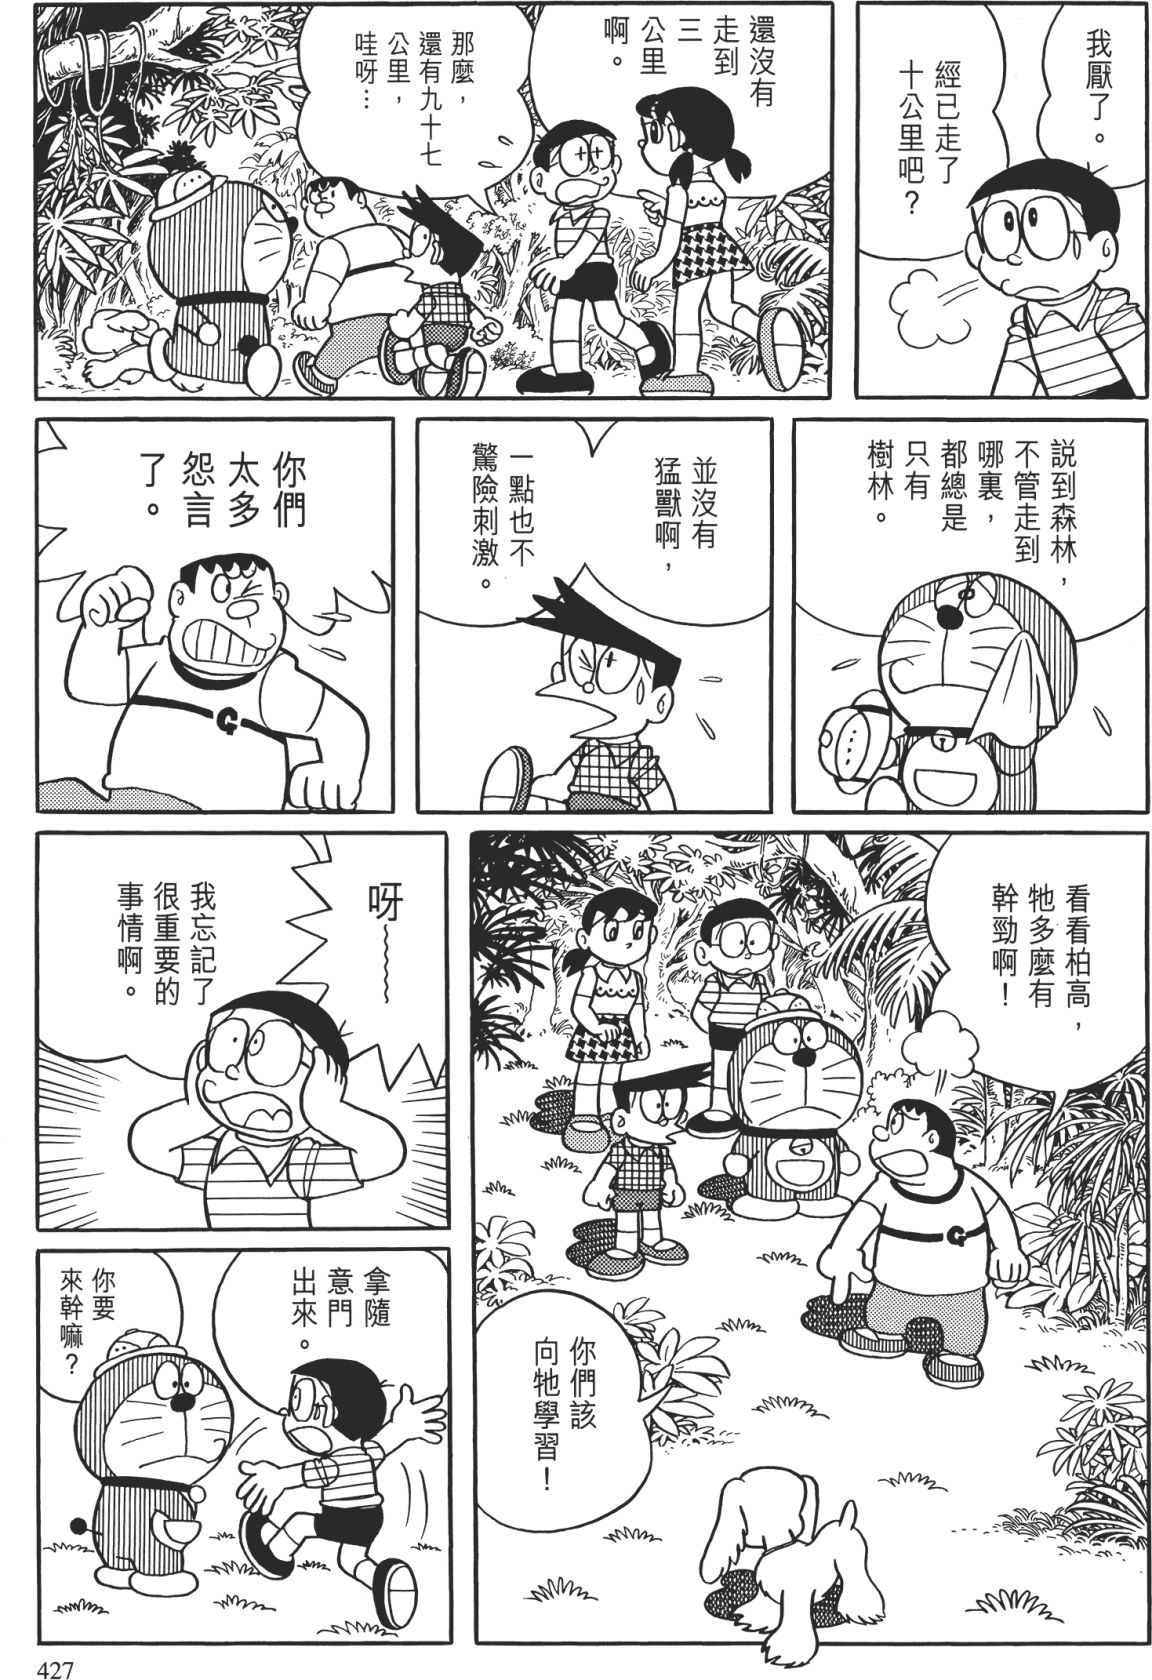 我厭了。
經已走了
十公里吧？
還沒有
走到
三
公里
啊。
那麼，
還有九十七
公里，
哇呀…
說到森林，
不管走到
哪裏，
都總是
只有
樹林。
並沒有
猛獸啊，
一點也不
驚險刺激。
你們
太多
怨言
了。
G
看看柏高，
牠多麼有
幹勁啊！
G
你們該
向牠學習！
呀～
我忘記了
很重要的
事情啊。
拿隨
意門
出來。
你要
來幹嘛？
427